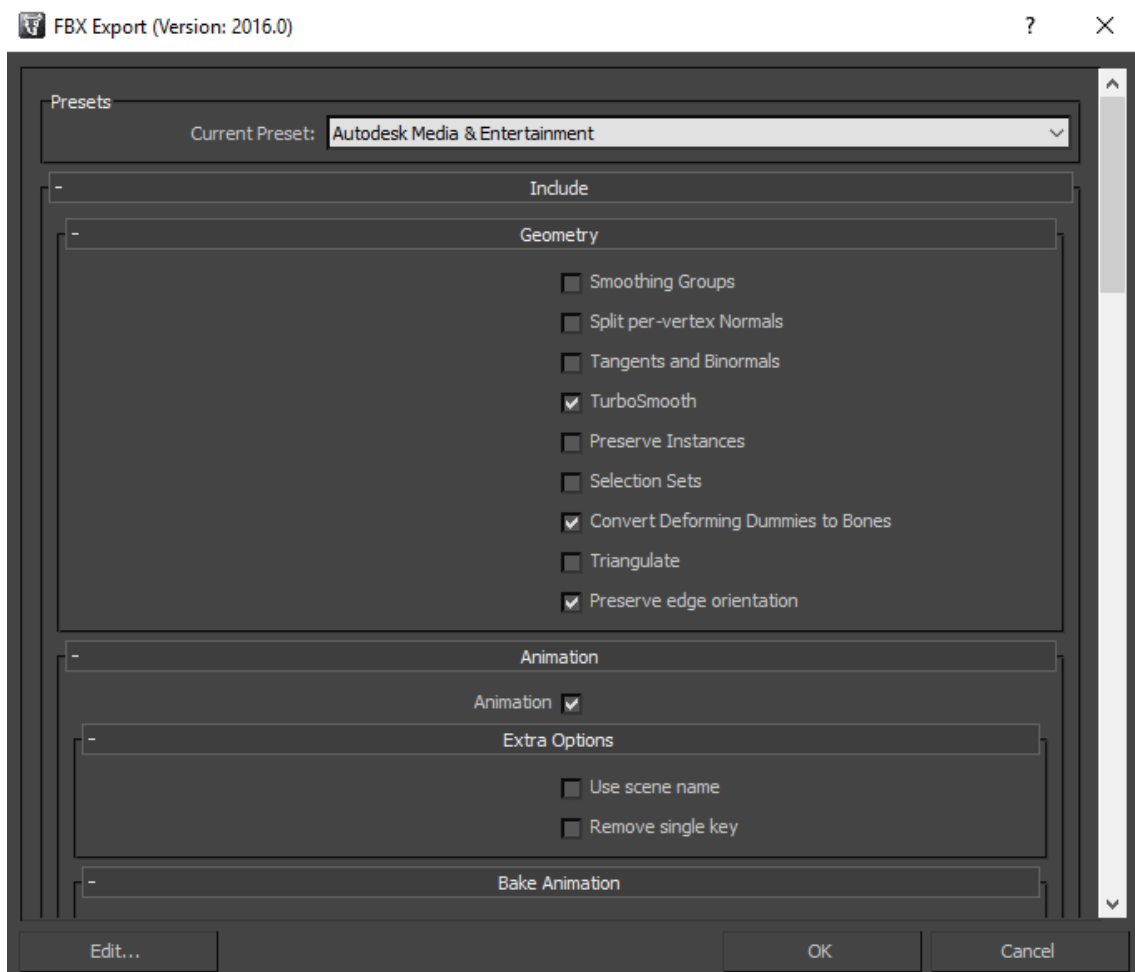 FBX Export (Version: 2016.0)
?
Presets
Current Preset: Autodesk Media & Entertainment
- Include
- Geometry
Smoothing Groups
Split per-vertex Normals
Tangents and Binormals
TurboSmooth
Preserve Instances
Selection Sets
Convert Deforming Dummies to Bones
Triangulate
Preserve edge orientation
- Animation
Animation
- Extra Options
Use scene name
Remove single key
- Bake Animation
Edit... OK Cancel